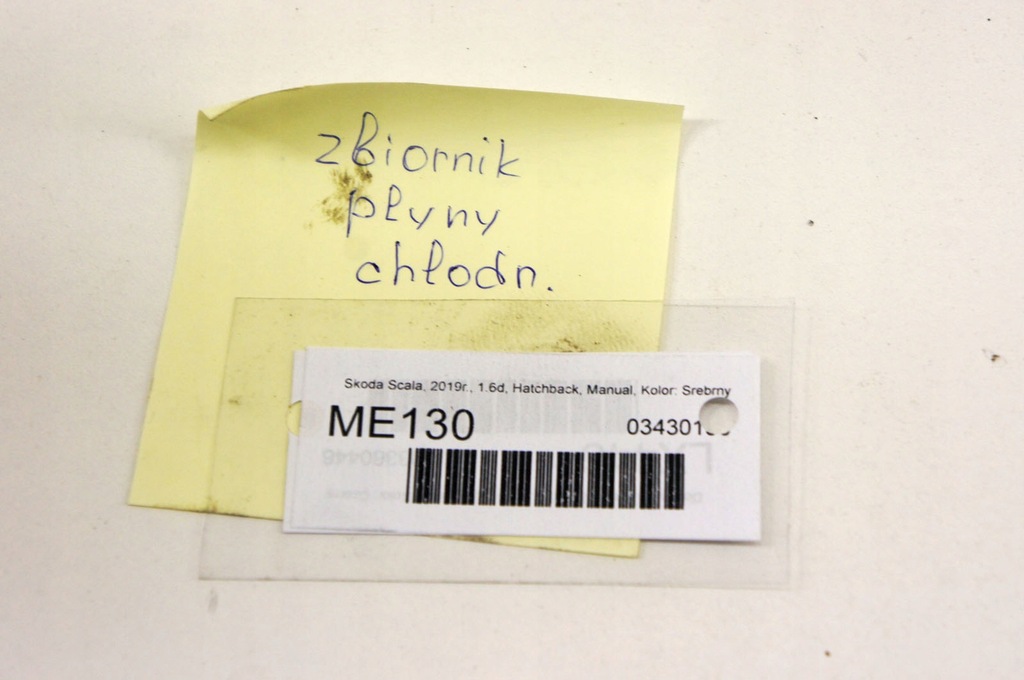 zbiornik
płyny
chłodn.
Skoda Scala, 2019r., 1.6d, Hatchback, Manual, Kolor: Srebrny
ME130